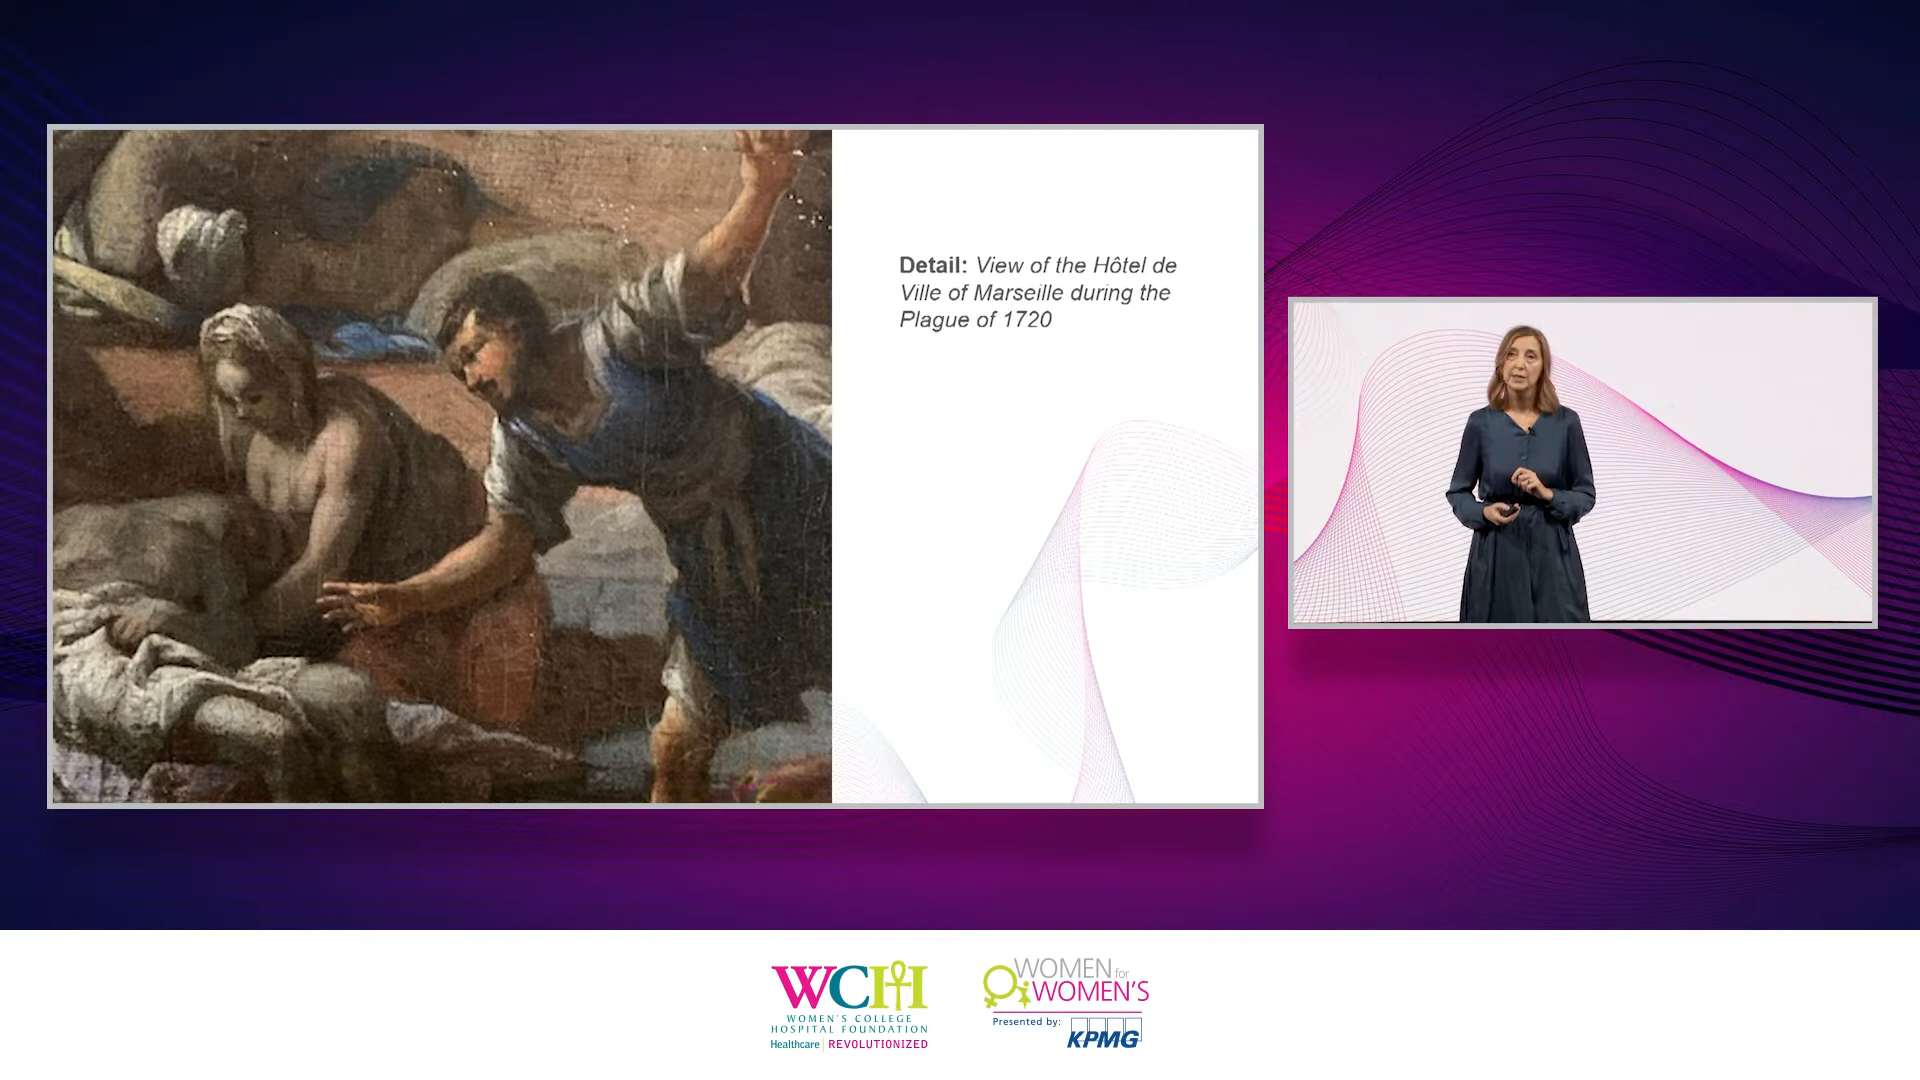 Detail: View of the Hôtel de
Ville of Marseille during the
Plague of 1720
WCH
WOMEN'S COLLEGE
HOSPITAL FOUNDATION
Healthcare | REVOLUTIONIZED
WOMEN for
WOMEN'S
Presented by:
KPMG